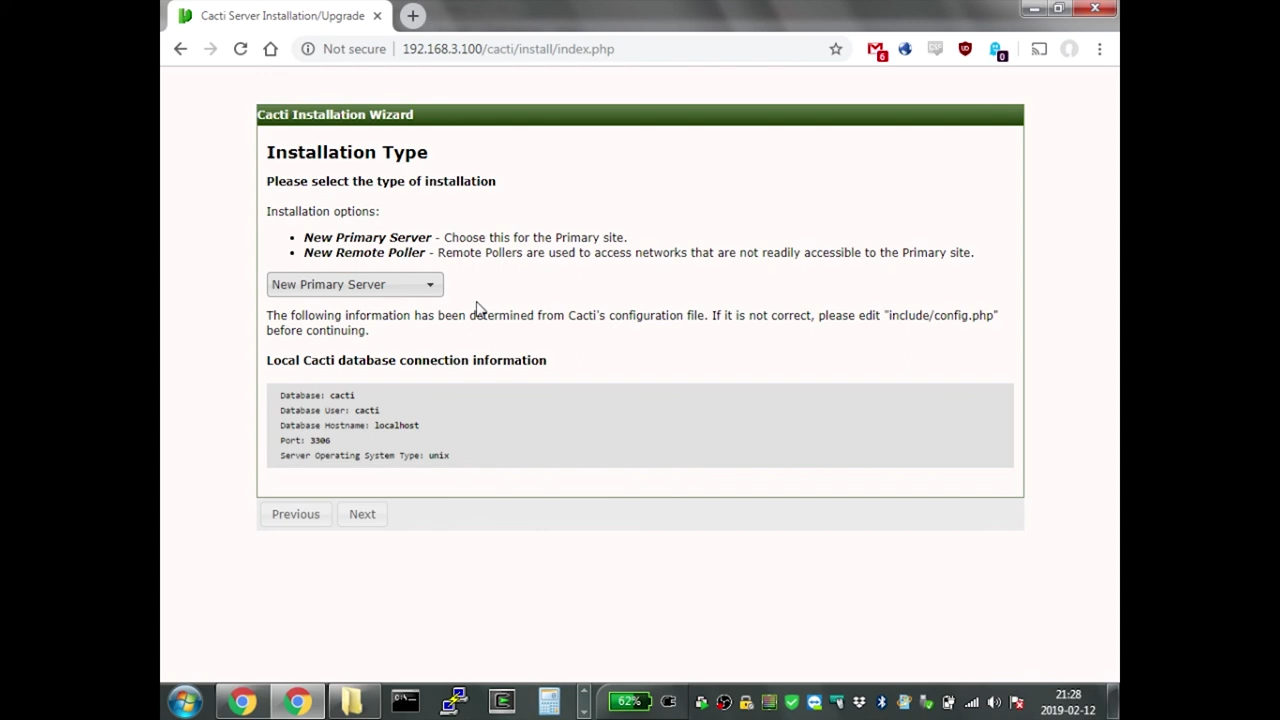 Cacti Server Installation/Upgrade
Not secure
192.168.3.100/cacti/install/index.php
6
0
Cacti Installation Wizard
Installation Type
Please select the type of installation
Installation options:
• New Primary Server - Choose this for the Primary site.
• New Remote Poller - Remote Pollers are used to access networks that are not readily accessible to the Primary site.
New Primary Server
The following information has been determined from Cacti's configuration file. If it is not correct, please edit "include/config.php"
before continuing.
Local Cacti database connection information
Database: cacti
Database User: cacti
Database Hostname: localhost
Port: 3306
Server Operating System Type: unix
Previous
Next
62%
21:28
2019-02-12